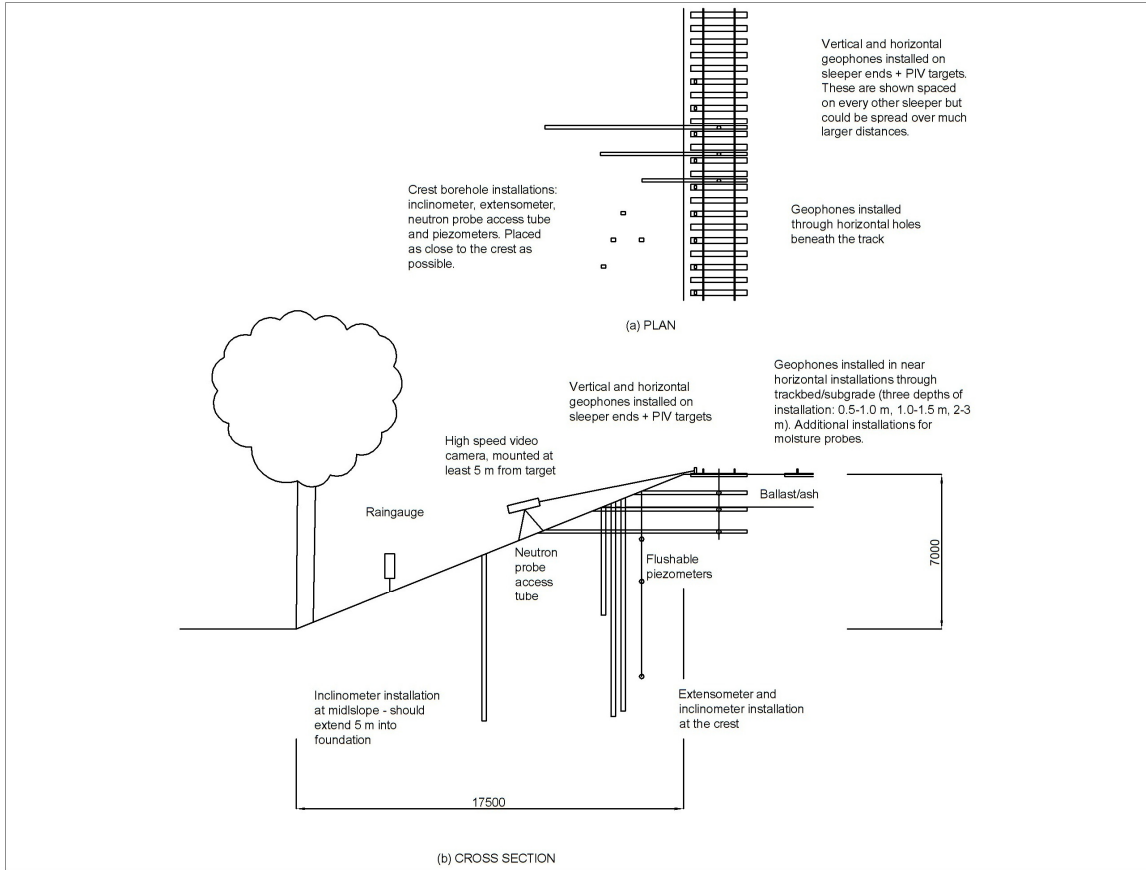 Vertical and horizontal
geophones installed on
sleeper ends + PIV targets.
These are shown spaced
on every other sleeper but
could be spread over much
larger distances.
Crest borehole installations:
inclinometer, extensometer,
neutron probe access tube
and piezometers. Placed
as close to the crest as
possible.
Geophones installed
through horizontal holes
beneath the track
(a) PLAN
Geophones installed in near
horizontal installations through
trackbed/subgrade (three depths of
installation: 0.5-1.0 m, 1.0-1.5 m, 2-3
m). Additional installations for
moisture probes.
Vertical and horizontal
geophones installed on
sleeper ends + PIV targets
High speed video
camera, mounted at
least 5 m from target
Raingauge
Ballast/ash
Neutron
probe
access
tube
Flushable
piezometers
7000
Inclinometer installation
at midslope - should
extend 5 m into
foundation
Extensometer and
inclinometer installation
at the crest
17500
(b) CROSS SECTION